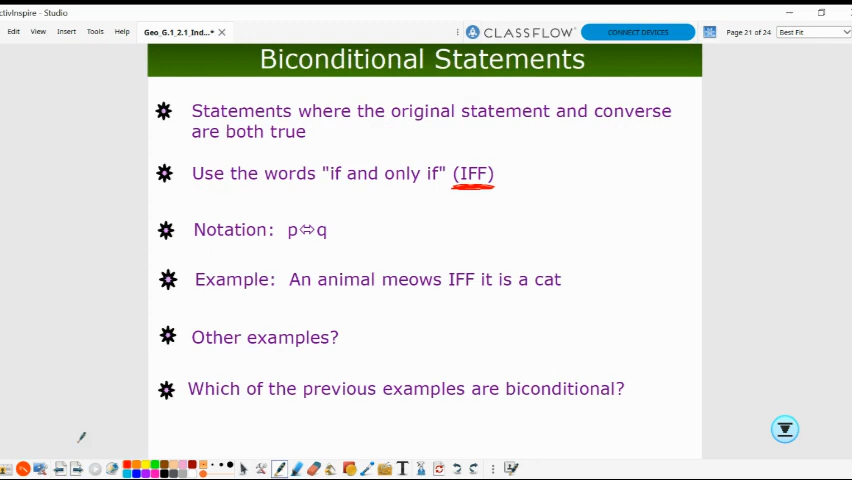 ctivInspire - Studio
Edit View Insert Tools Help Geo_G.1_2.1_Ind...* CLASSFLOW CONNECT DEVICES Page 21 of 24 Best Fit
Biconditional Statements
Statements where the original statement and converse
are both true
Use the words "if and only if" (IFF)
Notation: p⇔q
Example: An animal meows IFF it is a cat
Other examples?
Which of the previous examples are biconditional?